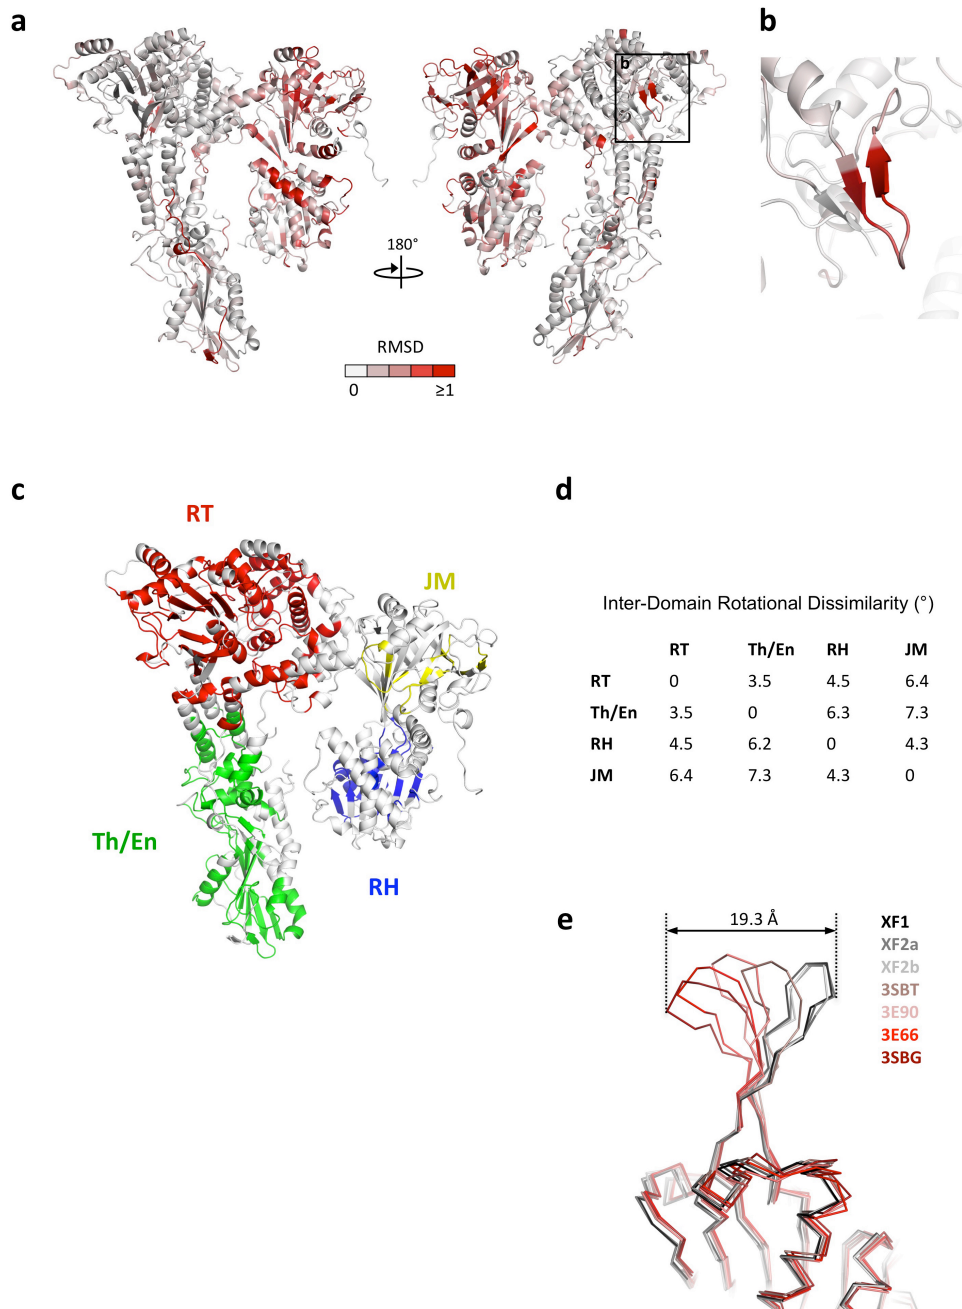 a
b
b
180°
RMSD
0 ≥1
c
d
RT
JM
Th/En
RH
Inter-Domain Rotational Dissimilarity (°)
RT Th/En RH JM
RT 0 3.5 4.5 6.4
Th/En 3.5 0 6.3 7.3
RH 4.5 6.2 0 4.3
JM 6.4 7.3 4.3 0
e
19.3 Å
XF1
XF2a
XF2b
3SBT
3E90
3E66
3SBG